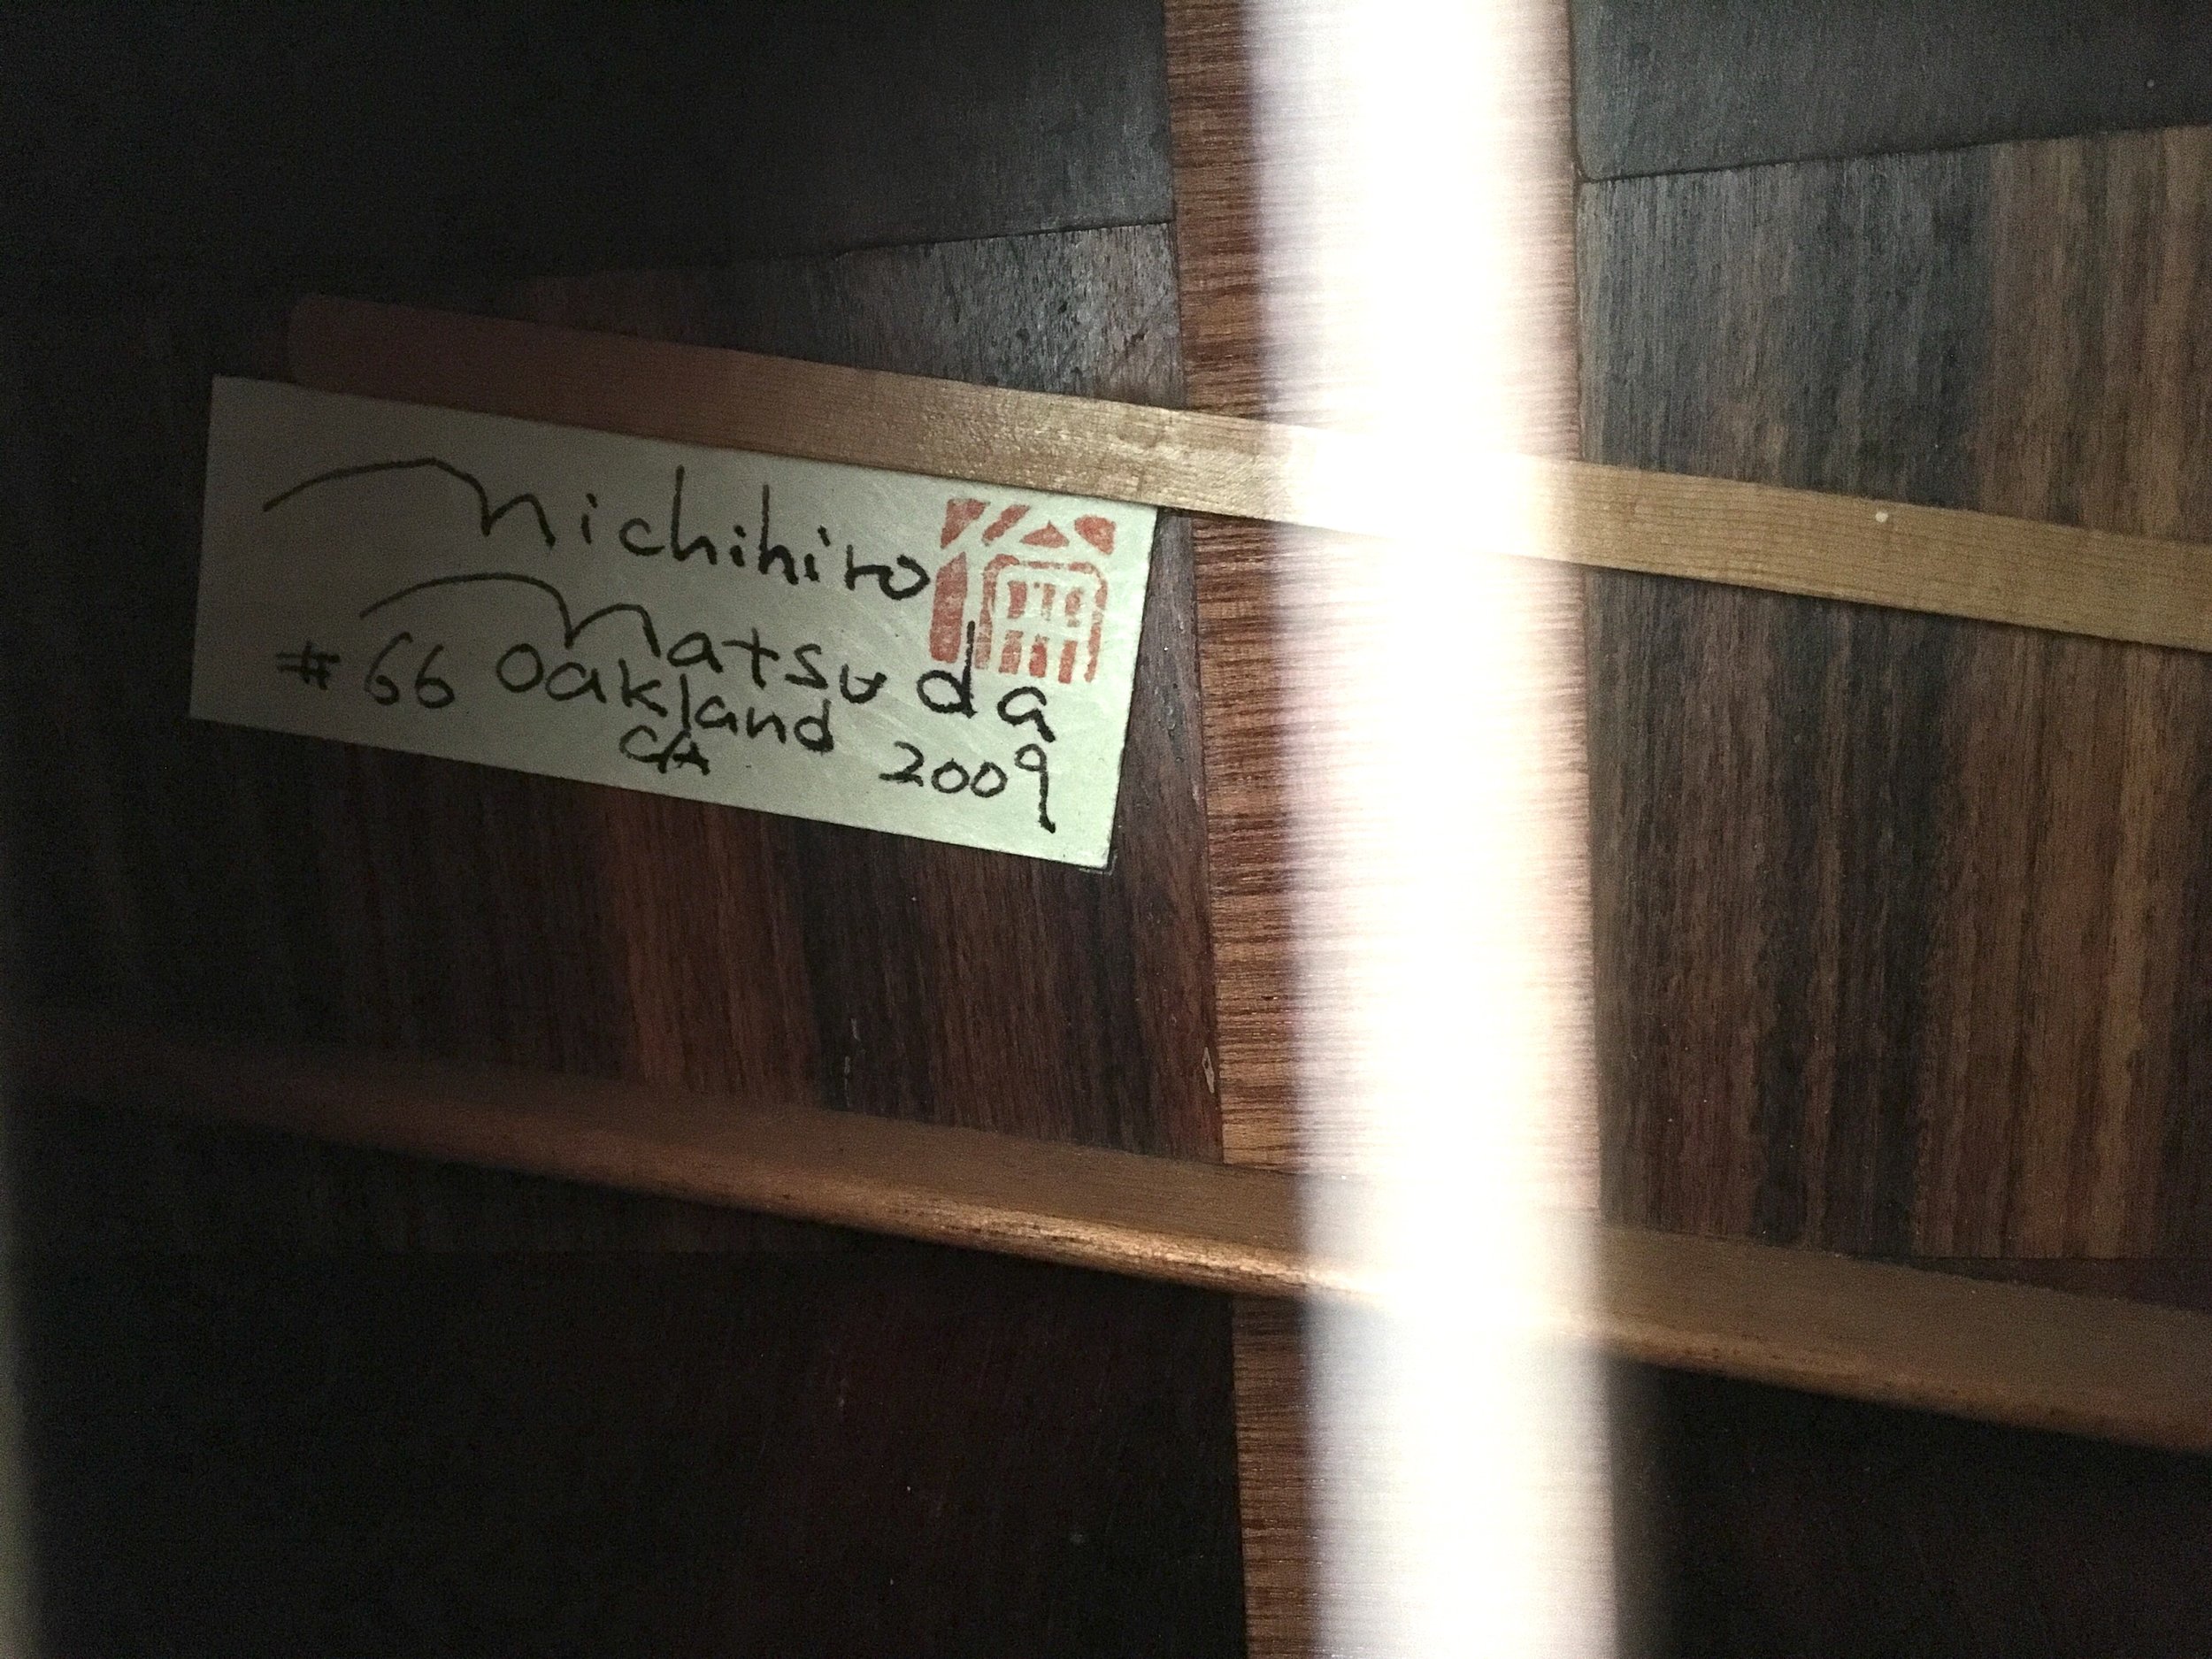 Michihiro
Matsuda
#66 Oakland
CA 2009